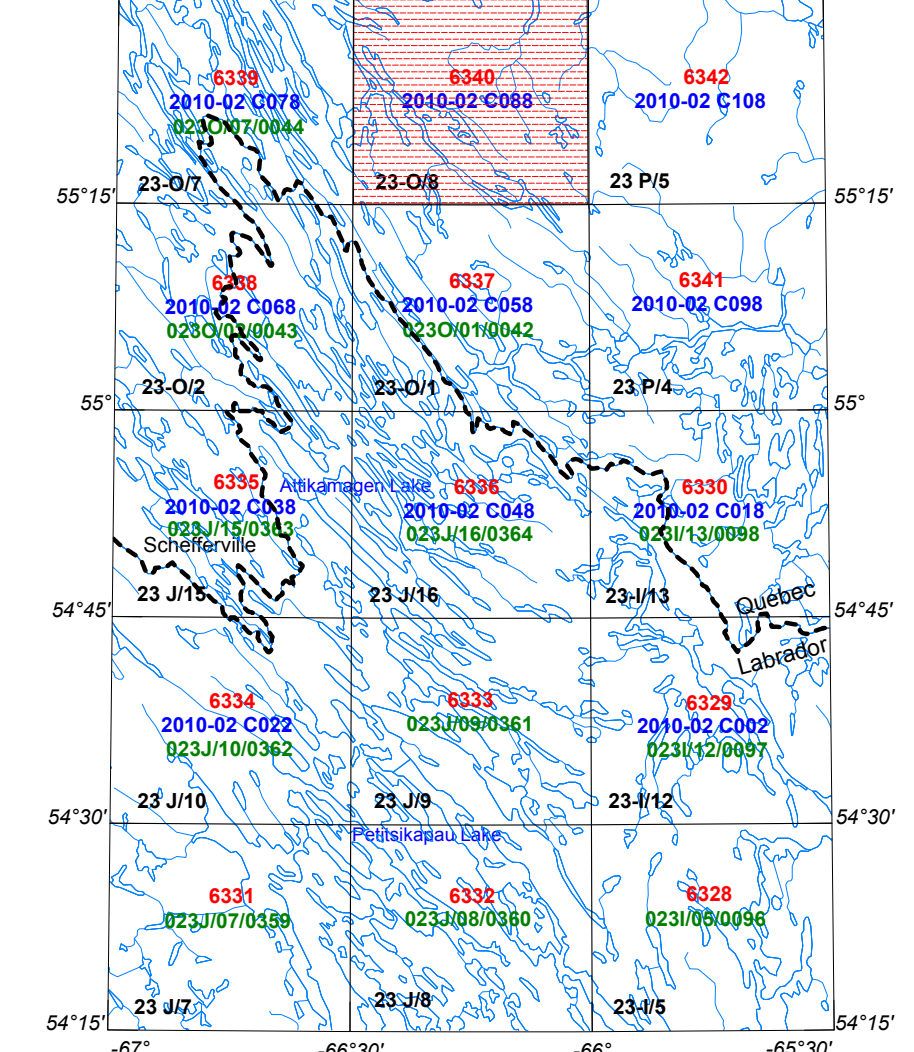 6339
2010-02 C078
023O/07/0044
23-O/7
6340
2010-02 C088
23-O/8
6342
2010-02 C108
23 P/5
55°15'
55°15'
6338
2010-02 C068
023O/02/0043
23-O/2
6337
2010-02 C058
023O/01/0042
23-O/1
6341
2010-02 C098
23 P/4
55°
55°
6335
2010-02 C038
023J/15/0363
Schefferville
23 J/15
Attikamagen Lake
6336
2010-02 C048
023J/16/0364
23 J/16
6330
2010-02 C018
023I/13/0098
23-I/13
Québec
Labrador
54°45'
54°45'
6334
2010-02 C022
023J/10/0362
23 J/10
6333
023J/09/0361
23 J/9
6329
2010-02 C002
023I/12/0097
23-I/12
54°30'
54°30'
Petitsikapau Lake
6331
023J/07/0359
23 J/7
6332
023J/08/0360
23 J/8
6328
023I/05/0096
23-I/5
54°15'
54°15'
-67°
-66°30'
-66°
-65°30'